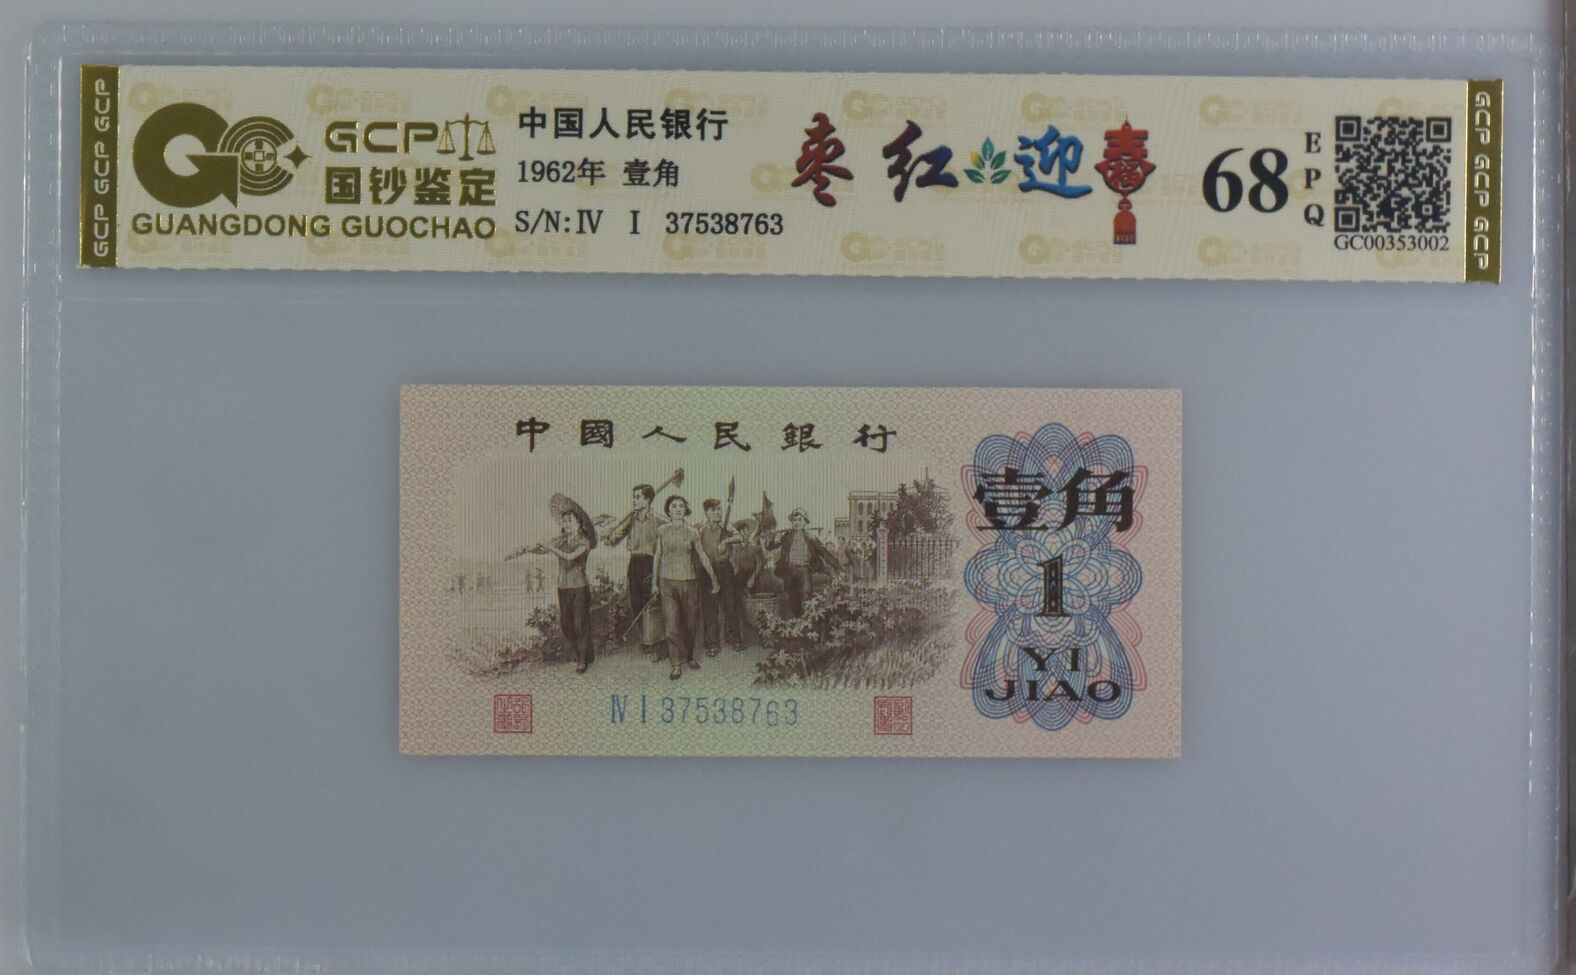 GCP GCP GCP
GCP
国钞鉴定
GUANGDONG GUOCHAO
中国人民银行
1962年 壹角
S/N:Ⅳ Ⅰ 37538763
枣红迎春
68
EPQ
GC00353002
GCP GCP GCP
中國人民銀行
壹角
1
YI
JIAO
Ⅳ Ⅰ 37538763